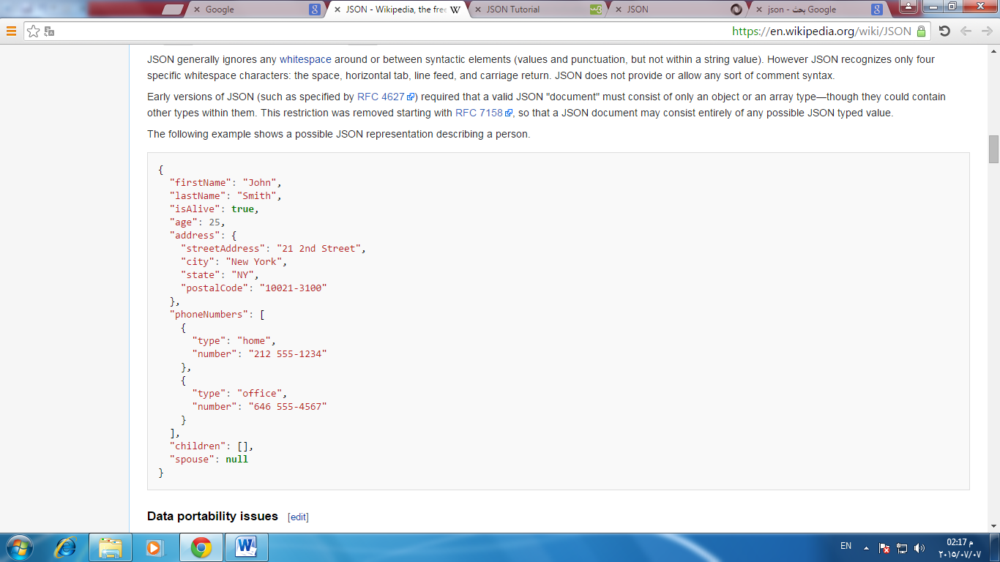 Google
JSON - Wikipedia, the free
JSON Tutorial
JSON
json - بحث Google
https://en.wikipedia.org/wiki/JSON
JSON generally ignores any whitespace around or between syntactic elements (values and punctuation, but not within a string value). However JSON recognizes only four
specific whitespace characters: the space, horizontal tab, line feed, and carriage return. JSON does not provide or allow any sort of comment syntax.
Early versions of JSON (such as specified by RFC 4627) required that a valid JSON "document" must consist of only an object or an array type—though they could contain
other types within them. This restriction was removed starting with RFC 7158, so that a JSON document may consist entirely of any possible JSON typed value.
The following example shows a possible JSON representation describing a person.
{
  "firstName": "John",
  "lastName": "Smith",
  "isAlive": true,
  "age": 25,
  "address": {
    "streetAddress": "21 2nd Street",
    "city": "New York",
    "state": "NY",
    "postalCode": "10021-3100"
  },
  "phoneNumbers": [
    {
      "type": "home",
      "number": "212 555-1234"
    },
    {
      "type": "office",
      "number": "646 555-4567"
    }
  ],
  "children": [],
  "spouse": null
}
Data portability issues [edit]
EN
02:17 م
٢٠١٥/٠٧/٠٧